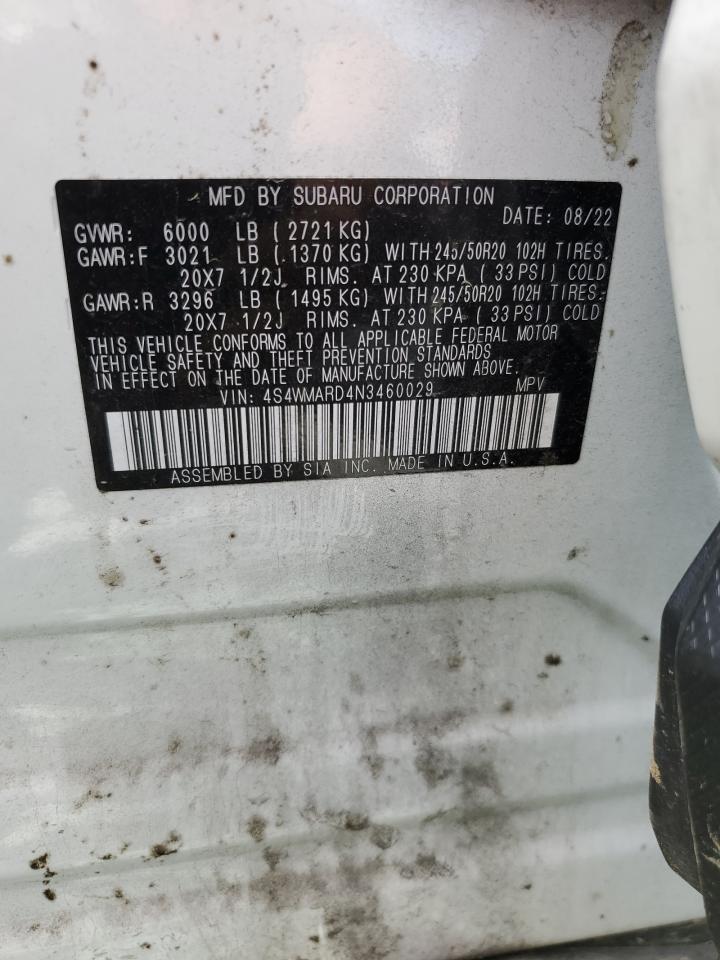 MFD BY SUBARU CORPORATION
DATE: 08/22
GVWR: 6000 LB ( 2721 KG)
GAWR:F 3021 LB ( 1370 KG) WITH 245/50R20 102H TIRES.
20X7 1/2J RIMS. AT 230 KPA ( 33 PSI) COLD
GAWR:R 3296 LB ( 1495 KG) WITH 245/50R20 102H TIRES.
20X7 1/2J RIMS. AT 230 KPA ( 33 PSI) COLD
THIS VEHICLE CONFORMS TO ALL APPLICABLE FEDERAL MOTOR
VEHICLE SAFETY AND THEFT PREVENTION STANDARDS
IN EFFECT ON THE DATE OF MANUFACTURE SHOWN ABOVE.
VIN: 4S4WMARD4N3460029 MPV
ASSEMBLED BY SIA INC. MADE IN U.S.A.